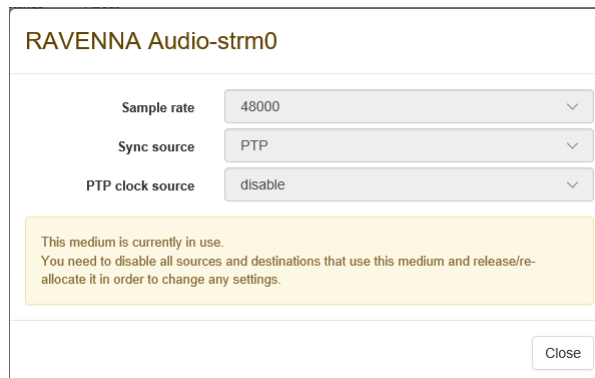 RAVENNA Audio-strm0
Sample rate 48000
Sync source PTP
PTP clock source disable
This medium is currently in use.
You need to disable all sources and destinations that use this medium and release/re-
allocate it in order to change any settings.
Close